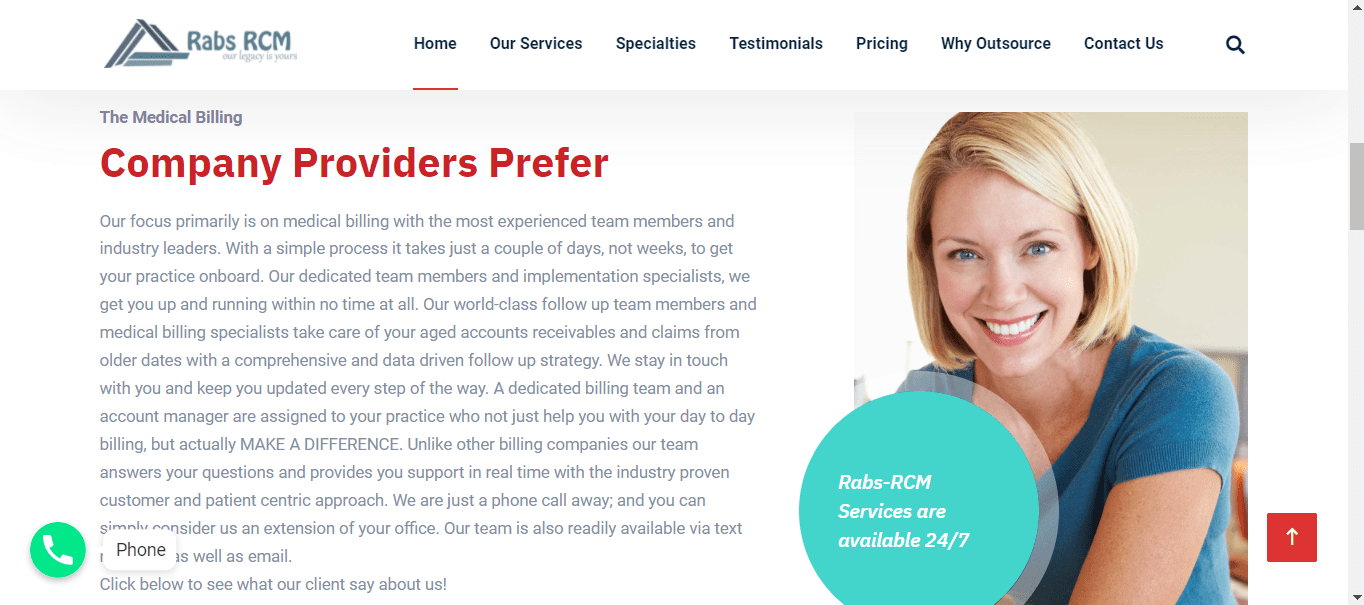 Rabs RCM
our legacy is yours
Home Our Services Specialties Testimonials Pricing Why Outsource Contact Us
The Medical Billing
Company Providers Prefer
Our focus primarily is on medical billing with the most experienced team members and
industry leaders. With a simple process it takes just a couple of days, not weeks, to get
your practice onboard. Our dedicated team members and implementation specialists, we
get you up and running within no time at all. Our world-class follow up team members and
medical billing specialists take care of your aged accounts receivables and claims from
older dates with a comprehensive and data driven follow up strategy. We stay in touch
with you and keep you updated every step of the way. A dedicated billing team and an
account manager are assigned to your practice who not just help you with your day to day
billing, but actually MAKE A DIFFERENCE. Unlike other billing companies our team
answers your questions and provides you support in real time with the industry proven
customer and patient centric approach. We are just a phone call away; and you can
simply consider us an extension of your office. Our team is also readily available via text
as well as email.
Click below to see what our client say about us!
Phone
Rabs-RCM
Services are
available 24/7